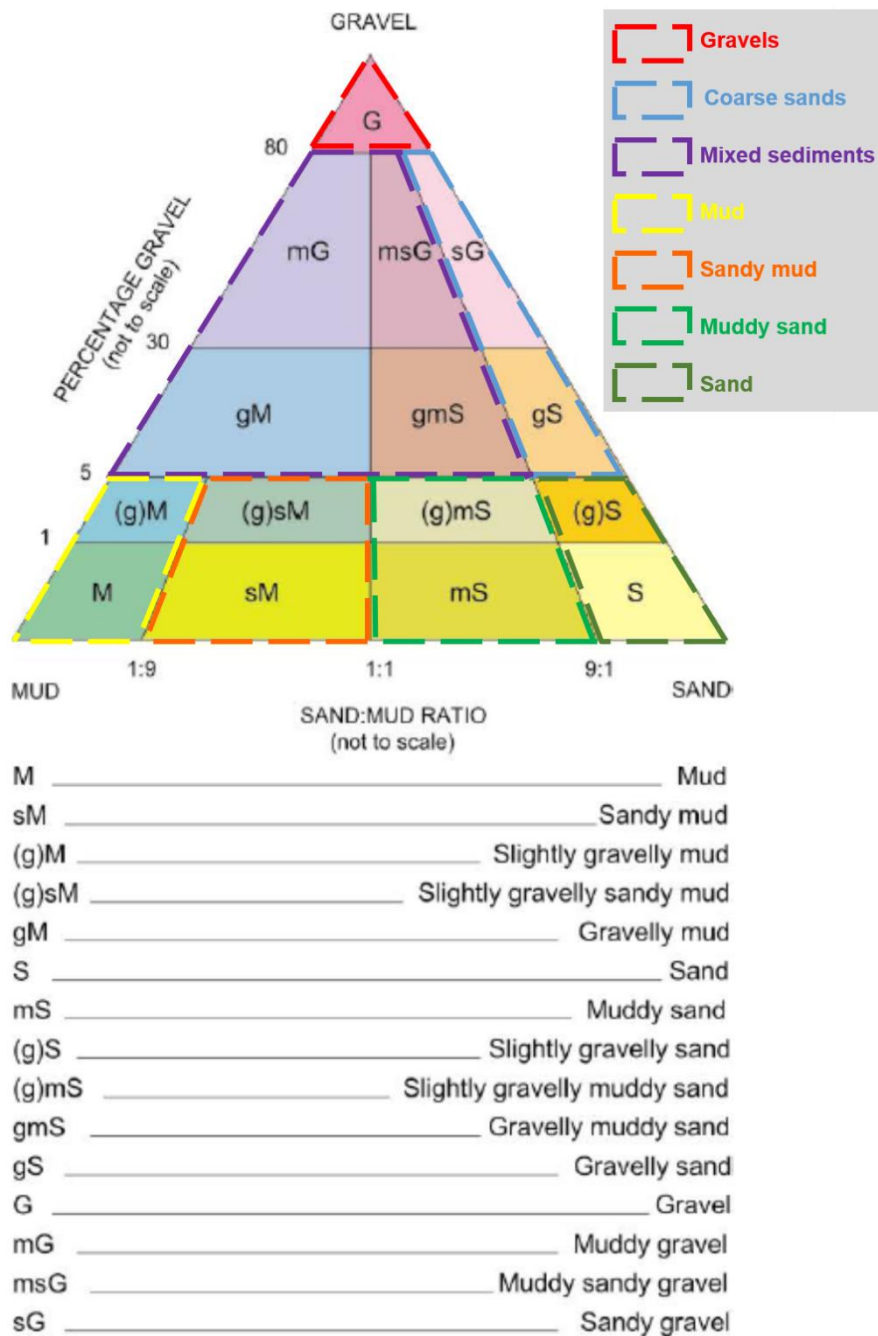 GRAVEL
Gravels
Coarse sands
Mixed sediments
Mud
Sandy mud
Muddy sand
Sand
G
80
PERCENTAGE GRAVEL
(not to scale)
mG
msG
sG
30
gM
gmS
gS
5
(g)M
(g)sM
(g)mS
(g)S
1
M
sM
mS
S
1:9
1:1
9:1
MUD
SAND
SAND:MUD RATIO
(not to scale)
M Mud
sM Sandy mud
(g)M Slightly gravelly mud
(g)sM Slightly gravelly sandy mud
gM Gravelly mud
S Sand
mS Muddy sand
(g)S Slightly gravelly sand
(g)mS Slightly gravelly muddy sand
gmS Gravelly muddy sand
gS Gravelly sand
G Gravel
mG Muddy gravel
msG Muddy sandy gravel
sG Sandy gravel